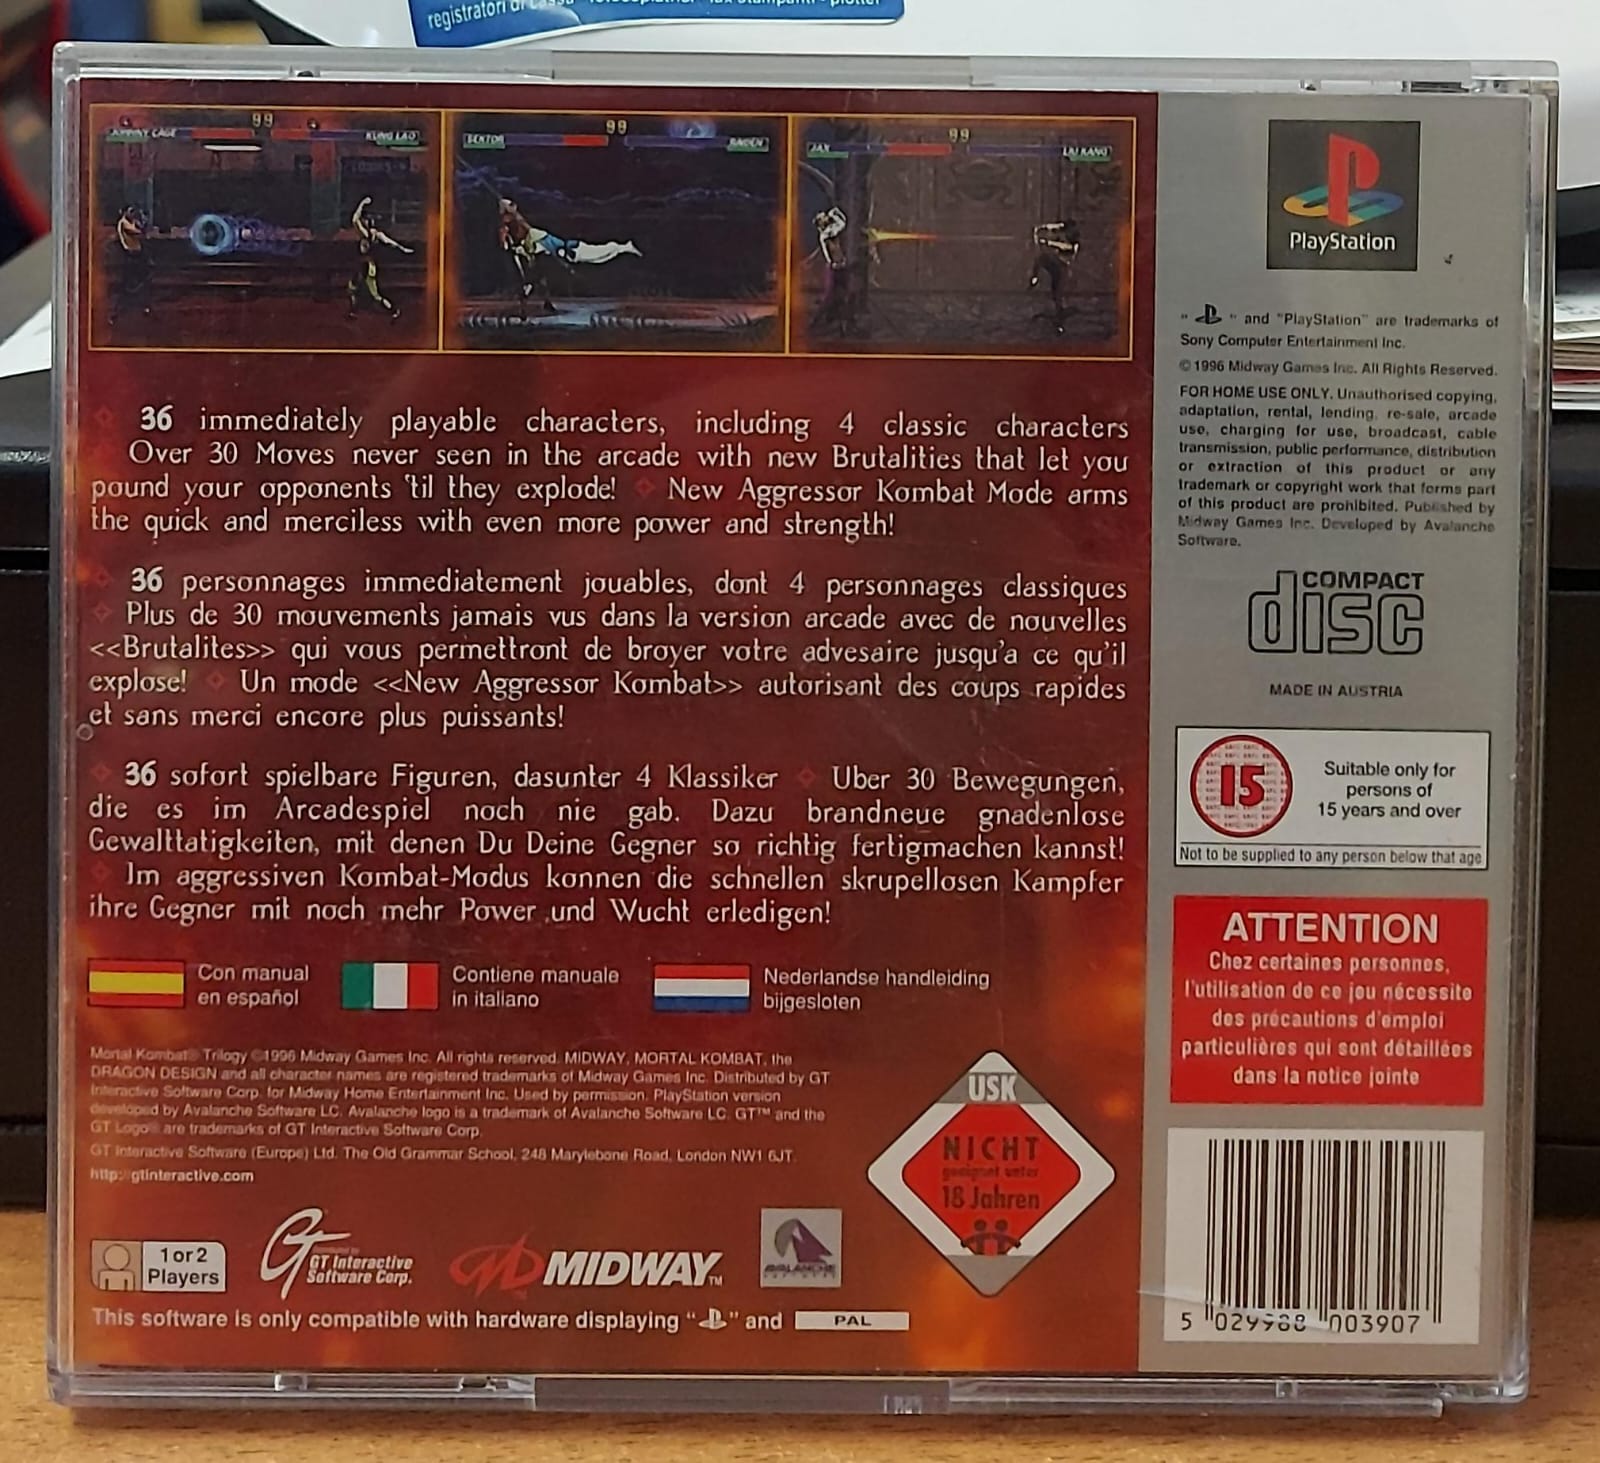 registratori di cassa
99
JOHNNY CAGE
KUNG LAO
99
SEKTOR
RAIDEN
99
JAX
LIU KANG
36 immediately playable characters, including 4 classic characters
Over 30 Moves never seen in the arcade with new Brutalities that let you
pound your opponents 'til they explode! New Aggressor Kombat Mode arms
the quick and merciless with even more power and strength!
36 personnages immediatement jouables, dont 4 personnages classiques
Plus de 30 mouvements jamais vus dans la version arcade avec de nouvelles
<<Brutalites>> qui vous permettront de broyer votre advesaire jusqu'a ce qu'il
explose! Un mode <<New Aggressor Kombat>> autorisant des coups rapides
et sans merci encore plus puissants!
36 sofort spielbare Figuren, dasunter 4 Klassiker Uber 30 Bewegungen,
die es im Arcadespiel noch nie gab. Dazu brandneue gnadenlose
Gewalttatigkeiten, mit denen Du Deine Gegner so richtig fertigmachen kannst!
Im aggressiven Kombat-Modus konnen die schnellen skrupellosen Kampfer
ihre Gegner mit noch mehr Power und Wucht erledigen!
Con manual
en español
Contiene manuale
in italiano
Nederlandse handleiding
bijgesloten
Mortal Kombat® Trilogy ©1996 Midway Games Inc. All rights reserved. MIDWAY, MORTAL KOMBAT, the
DRAGON DESIGN and all character names are registered trademarks of Midway Games Inc. Distributed by GT
Interactive Software Corp. for Midway Home Entertainment Inc. Used by permission. PlayStation version
developed by Avalanche Software LC. Avalanche logo is a trademark of Avalanche Software LC. GT™ and the
GT Logo® are trademarks of GT Interactive Software Corp.
GT Interactive Software (Europe) Ltd. The Old Grammar School, 248 Marylebone Road, London NW1 6JT.
http://gtinteractive.com
1 or 2
Players
GT
GT Interactive
Software Corp.
MIDWAY™
AVALANCHE
SOFTWARE
This software is only compatible with hardware displaying " " and PAL
USK
NICHT
geeignet unter
18 Jahren
PlayStation
" " and "PlayStation" are trademarks of
Sony Computer Entertainment Inc.
© 1996 Midway Games Inc. All Rights Reserved.
FOR HOME USE ONLY. Unauthorised copying,
adaptation, rental, lending, re-sale, arcade
use, charging for use, broadcast, cable
transmission, public performance, distribution
or extraction of this product or any
trademark or copyright work that forms part
of this product are prohibited. Published by
Midway Games Inc. Developed by Avalanche
Software.
COMPACT
disc
MADE IN AUSTRIA
15
Suitable only for
persons of
15 years and over
Not to be supplied to any person below that age
ATTENTION
Chez certaines personnes,
l'utilisation de ce jeu nécessite
des précautions d'emploi
particulières qui sont détaillées
dans la notice jointe
5 029988 003907